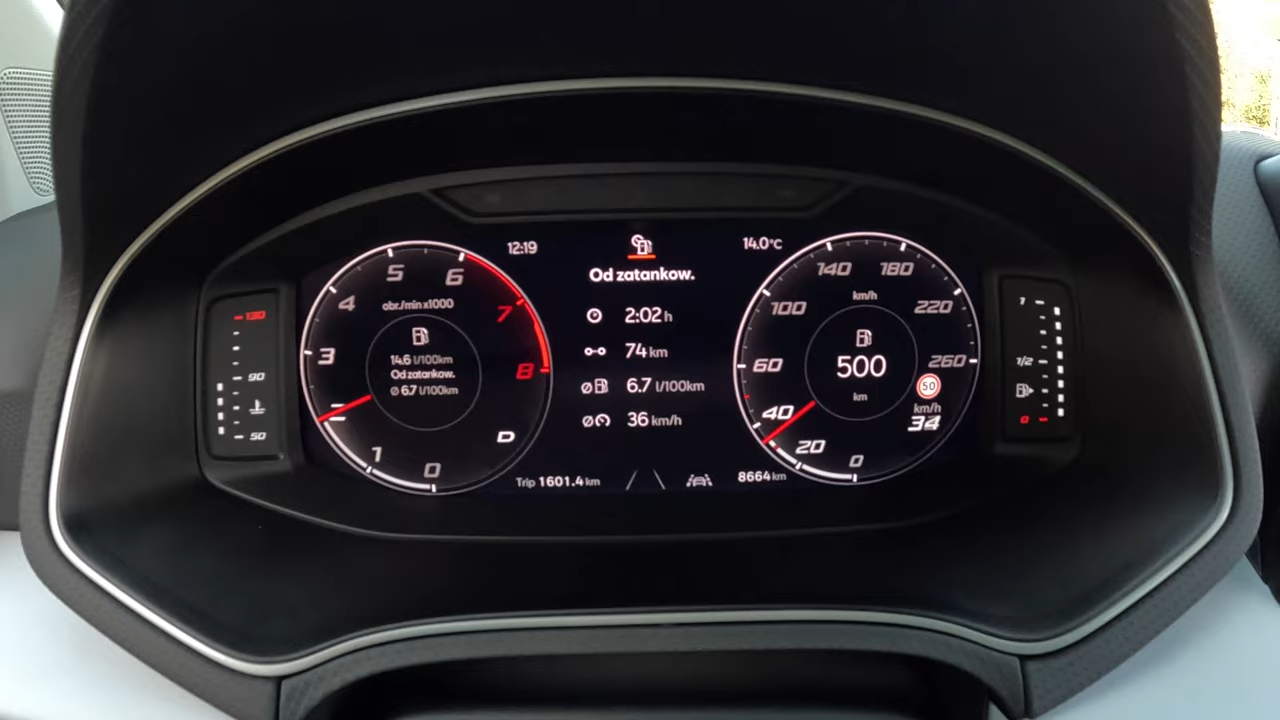 12:19
14.0°C
Od zatankow.
2:02 h
74 km
ø 6.7 l/100km
ø 36 km/h
Trip 1601.4 km
8664 km
0
1
3
4
5
6
7
8
obr./min x1000
14.6 l/100km
Od zatankow.
ø 6.7 l/100km
D
0
20
40
60
100
140
180
220
260
km/h
500
km
50
km/h
34
130
90
50
1
1/2
0